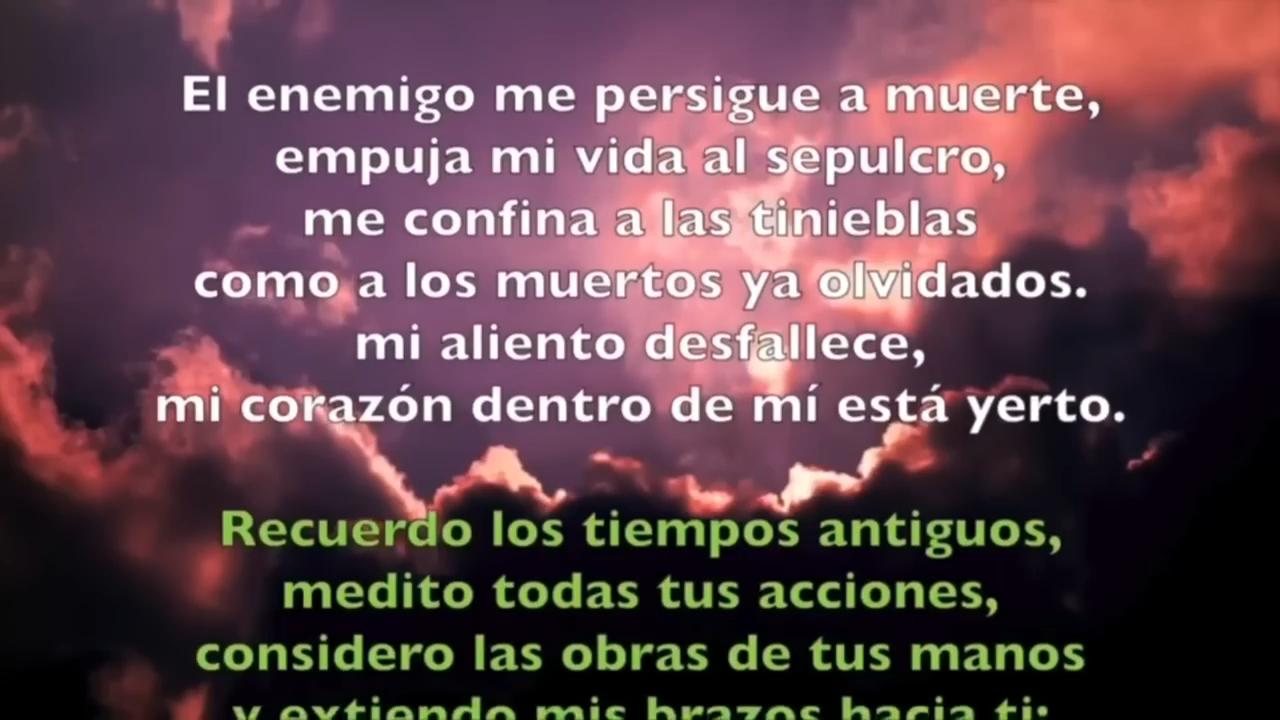 El enemigo me persigue a muerte,
empuja mi vida al sepulcro,
me confina a las tinieblas
como a los muertos ya olvidados.
mi aliento desfallece,
mi corazón dentro de mí está yerto.
Recuerdo los tiempos antiguos,
medito todas tus acciones,
considero las obras de tus manos
y extiendo mis brazos hacia ti: